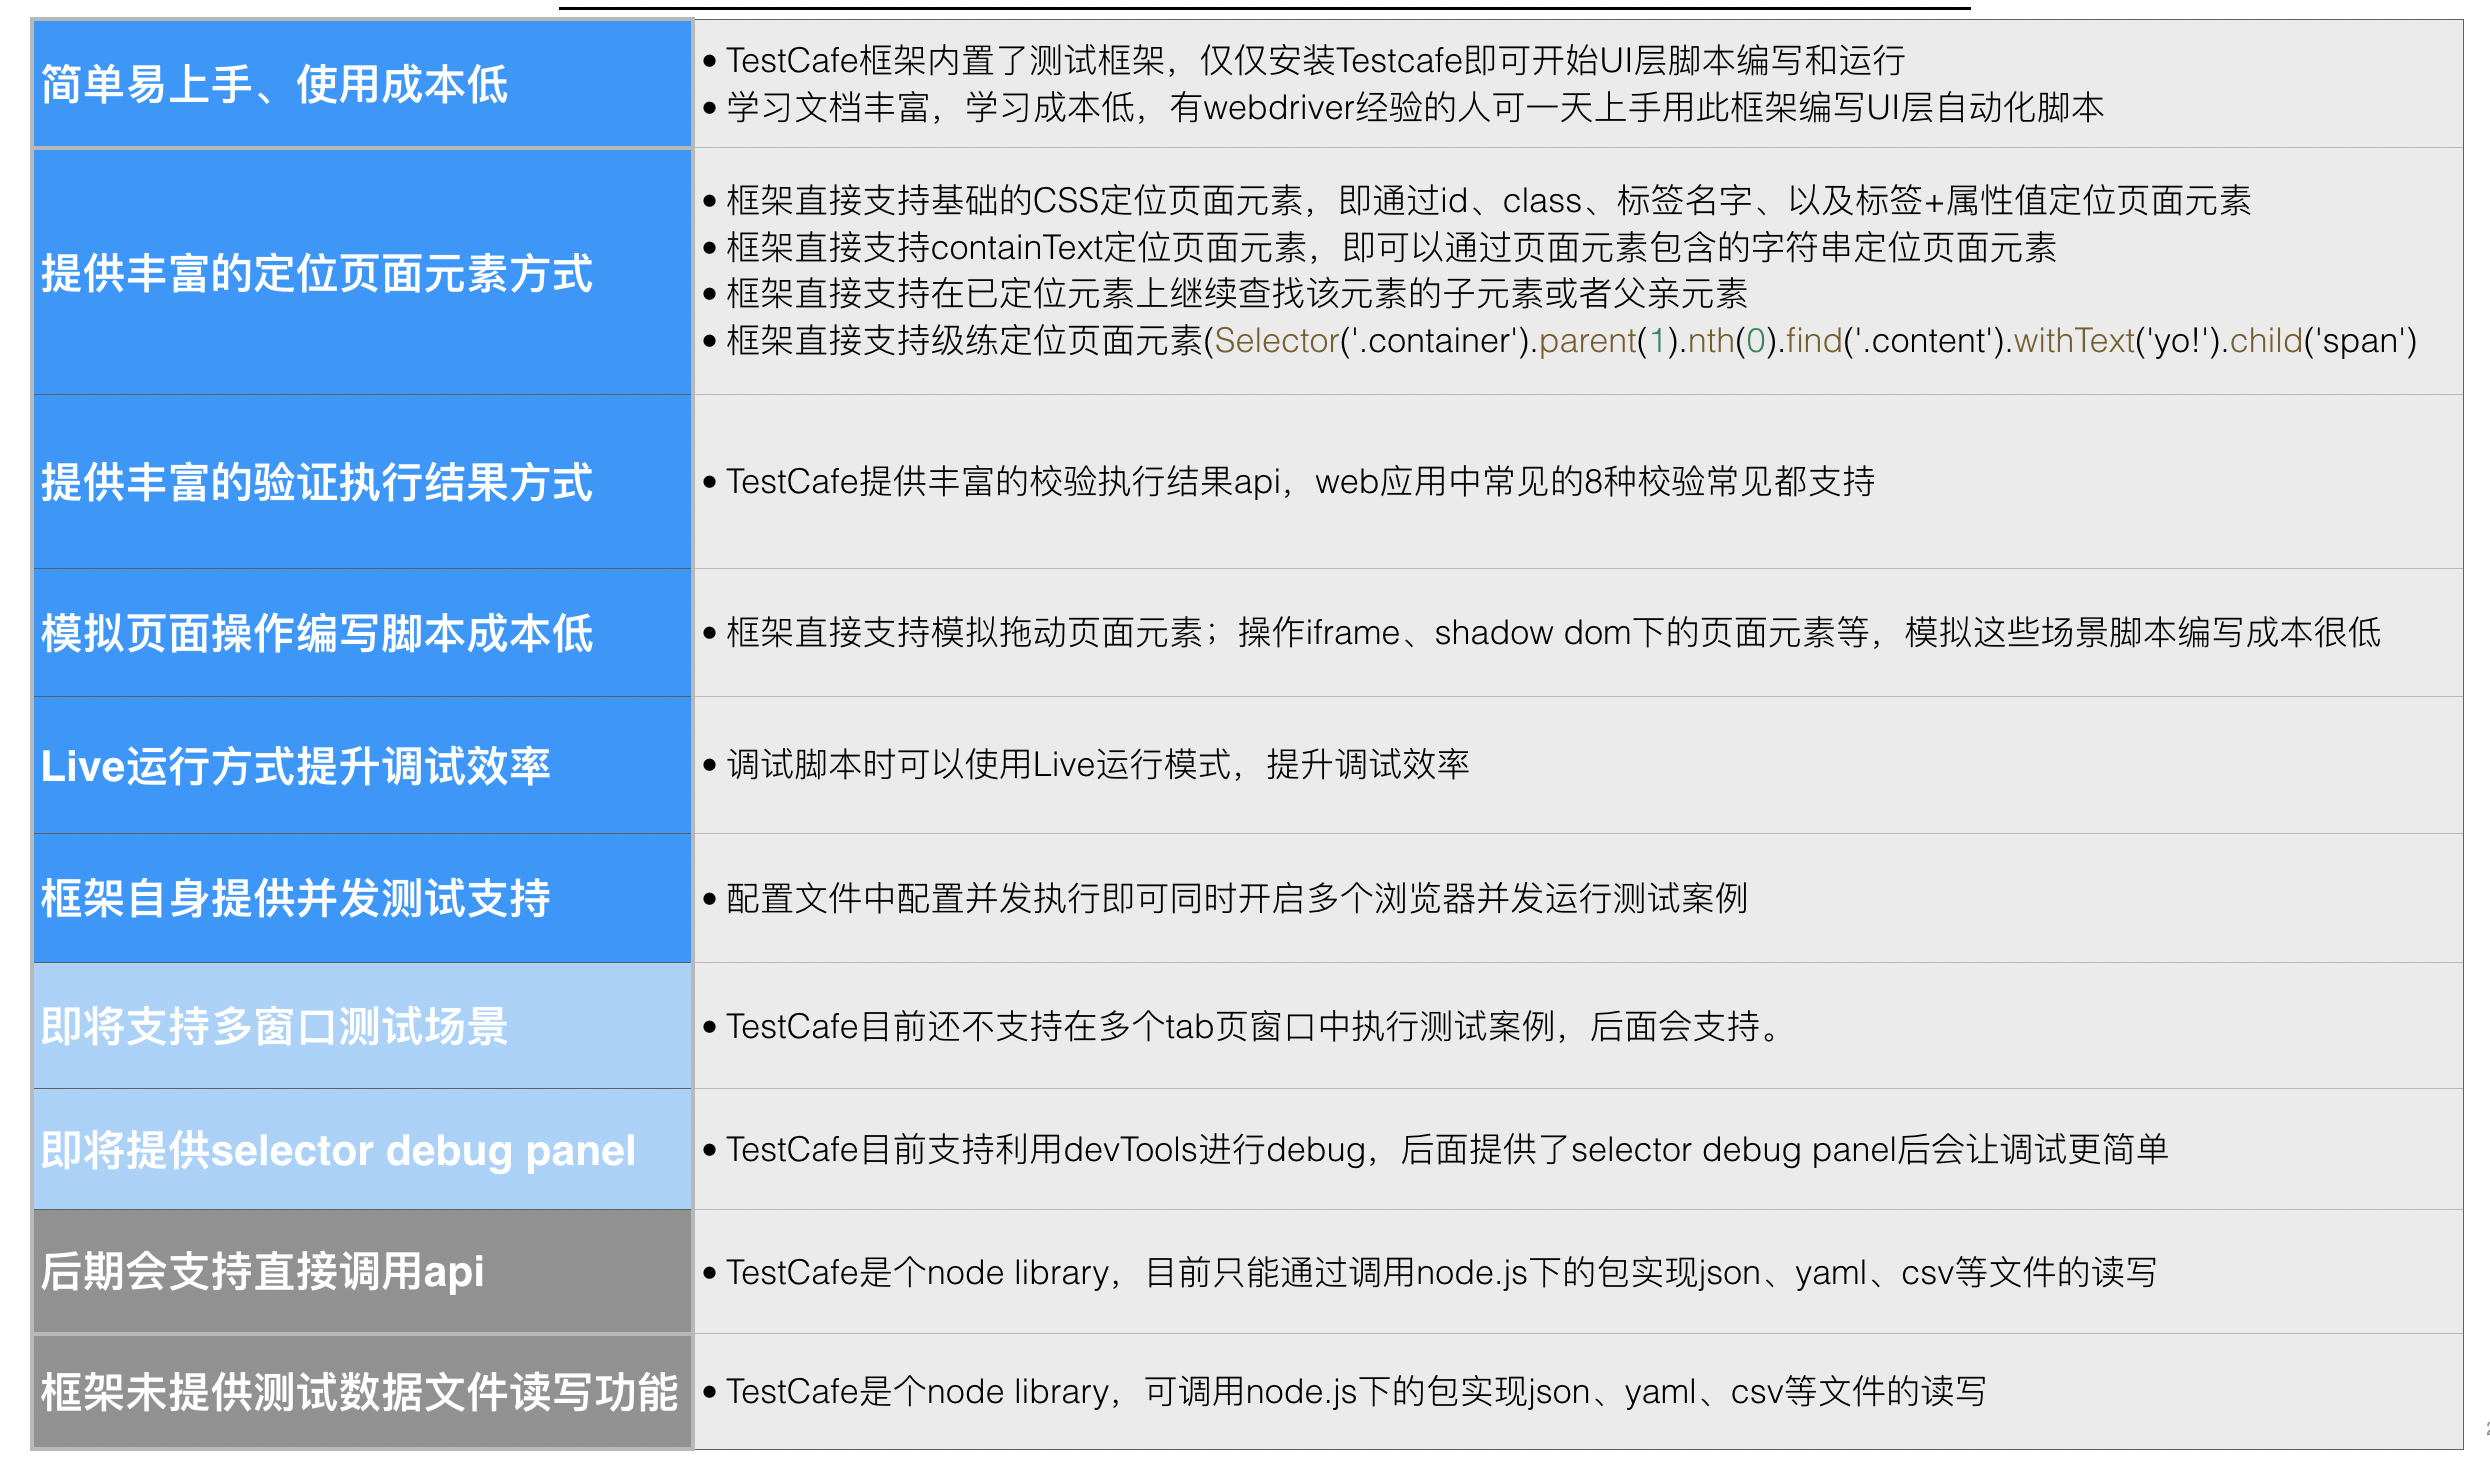 简单易上手、使用成本低
• TestCafe框架内置了测试框架，仅仅安装Testcafe即可开始UI层脚本编写和运行
• 学习文档丰富，学习成本低，有webdriver经验的人可一天上手用此框架编写UI层自动化脚本
提供丰富的定位页面元素方式
• 框架直接支持基础的CSS定位页面元素，即通过id、class、标签名字、以及标签+属性值定位页面元素
• 框架直接支持containText定位页面元素，即可以通过页面元素包含的字符串定位页面元素
• 框架直接支持在已定位元素上继续查找该元素的子元素或者父亲元素
• 框架直接支持级练定位页面元素(Selector('.container').parent(1).nth(0).find('.content').withText('yo!').child('span')
提供丰富的验证执行结果方式
• TestCafe提供丰富的校验执行结果api，web应用中常见的8种校验常见都支持
模拟页面操作编写脚本成本低
• 框架直接支持模拟拖动页面元素；操作iframe、shadow dom下的页面元素等，模拟这些场景脚本编写成本很低
Live运行方式提升调试效率
• 调试脚本时可以使用Live运行模式，提升调试效率
框架自身提供并发测试支持
• 配置文件中配置并发执行即可同时开启多个浏览器并发运行测试案例
即将支持多窗口测试场景
• TestCafe目前还不支持在多个tab页窗口中执行测试案例，后面会支持。
即将提供selector debug panel
• TestCafe目前支持利用devTools进行debug，后面提供了selector debug panel后会让调试更简单
后期会支持直接调用api
• TestCafe是个node library，目前只能通过调用node.js下的包实现json、yaml、csv等文件的读写
框架未提供测试数据文件读写功能
• TestCafe是个node library，可调用node.js下的包实现json、yaml、csv等文件的读写